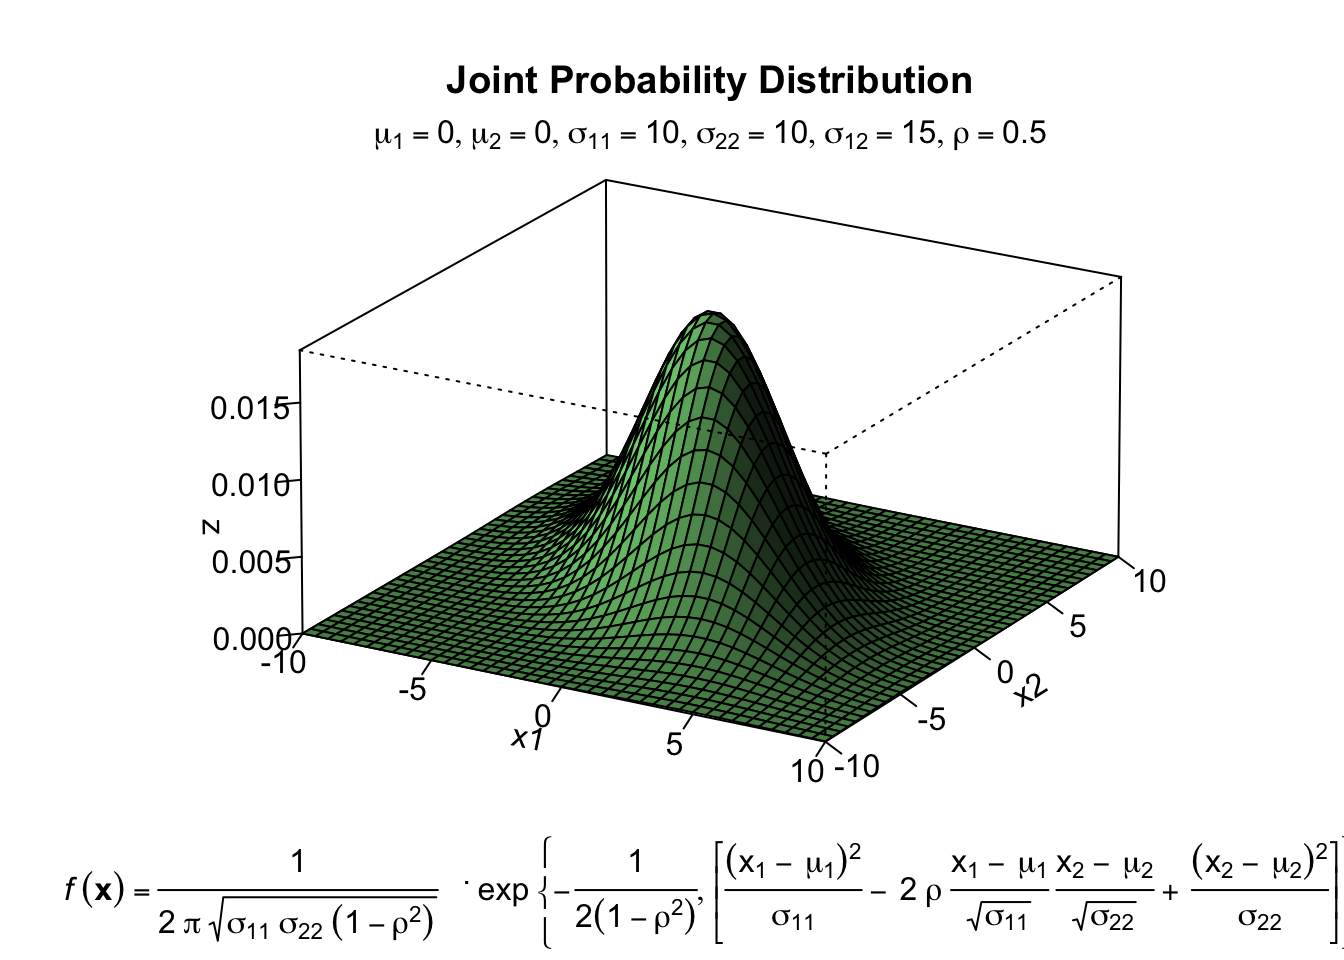 Joint Probability Distribution
μ₁ = 0, μ₂ = 0, σ₁₁ = 10, σ₂₂ = 10, σ₁₂ = 15, ρ = 0.5
0.015
0.010
z
0.005
0.000
-10
-5
0
x1
5
10
-10
-5
0
x2
5
10
f(x) = 1 / (2 π √(σ₁₁ σ₂₂ (1 − ρ²))) · exp {− 1 / (2(1 − ρ²)), [(x₁ − μ₁)² / σ₁₁ − 2 ρ (x₁ − μ₁) / √σ₁₁ (x₂ − μ₂) / √σ₂₂ + (x₂ − μ₂)² / σ₂₂]